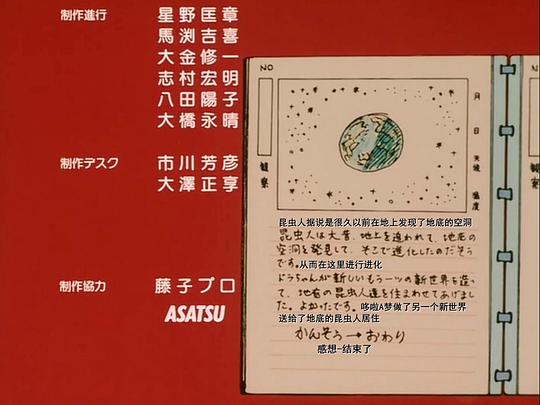 制作進行
星野匡章
馬渕吉喜
大金修一
志村宏明
八田陽子
大橋永晴
制作デスク
市川芳彦
大澤正享
制作協力
藤子プロ
ASATSU
NO
月
日
天候
温度
観察
観察
昆虫人据说是很久以前在地上发现了地底的空洞
昆虫人は大昔、地上を追われて、地底の
空洞を発見して、そこで進化したのだそう
です。
从而在这里进行进化
ドラちゃんが新しいもう一つの新世界を造っ
て、地底の昆虫人達を住まわせてあげまし
た。よかったです。
哆啦A梦做了另一个新世界
送给了地底的昆虫人居住
かんそう→おわり
感想-结束了